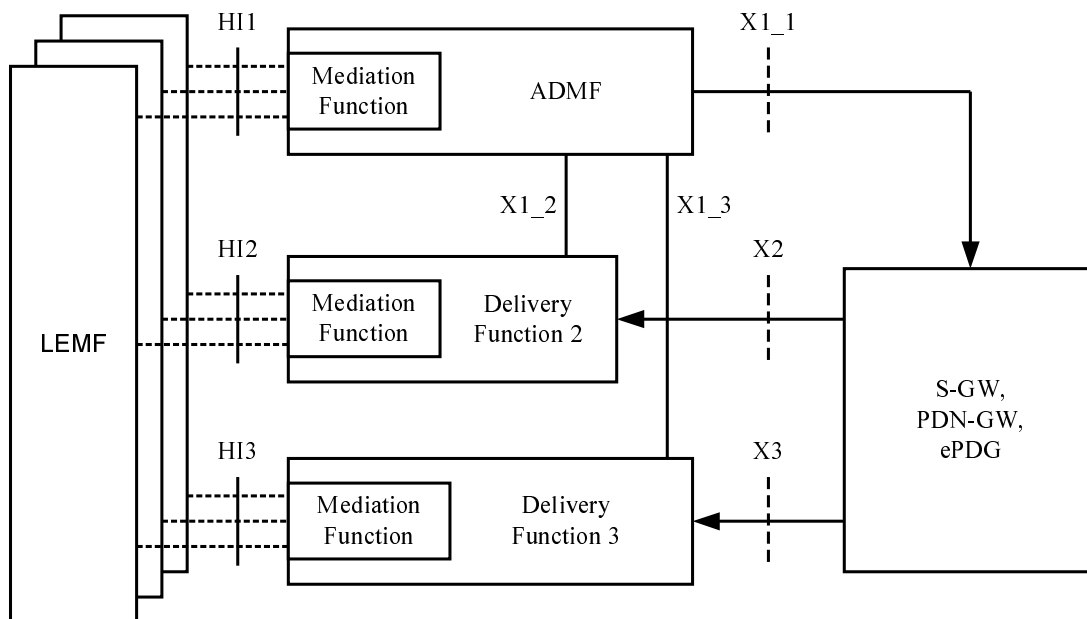 HI1
X1_1
Mediation
Function
ADMF
X1_2
X1_3
HI2
X2
Mediation
Function
Delivery
Function 2
LEMF
S-GW,
PDN-GW,
ePDG
HI3
X3
Mediation
Function
Delivery
Function 3